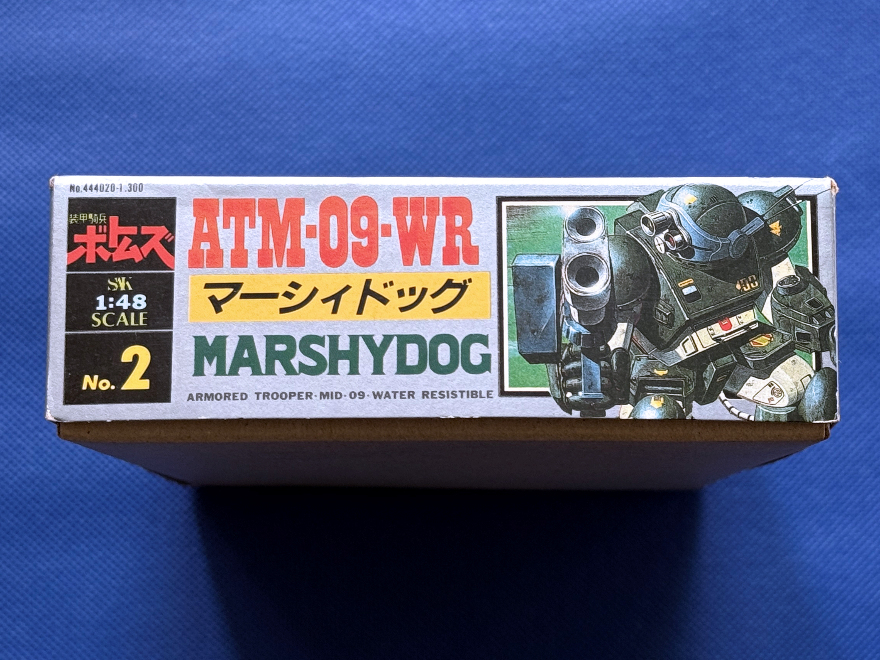 No.444020-1,300
装甲騎兵
ボトムズ
SAK
1:48
SCALE
No. 2
ATM-09-WR
マーシィドッグ
MARSHYDOG
ARMORED TROOPER·MID·09·WATER RESISTIBLE